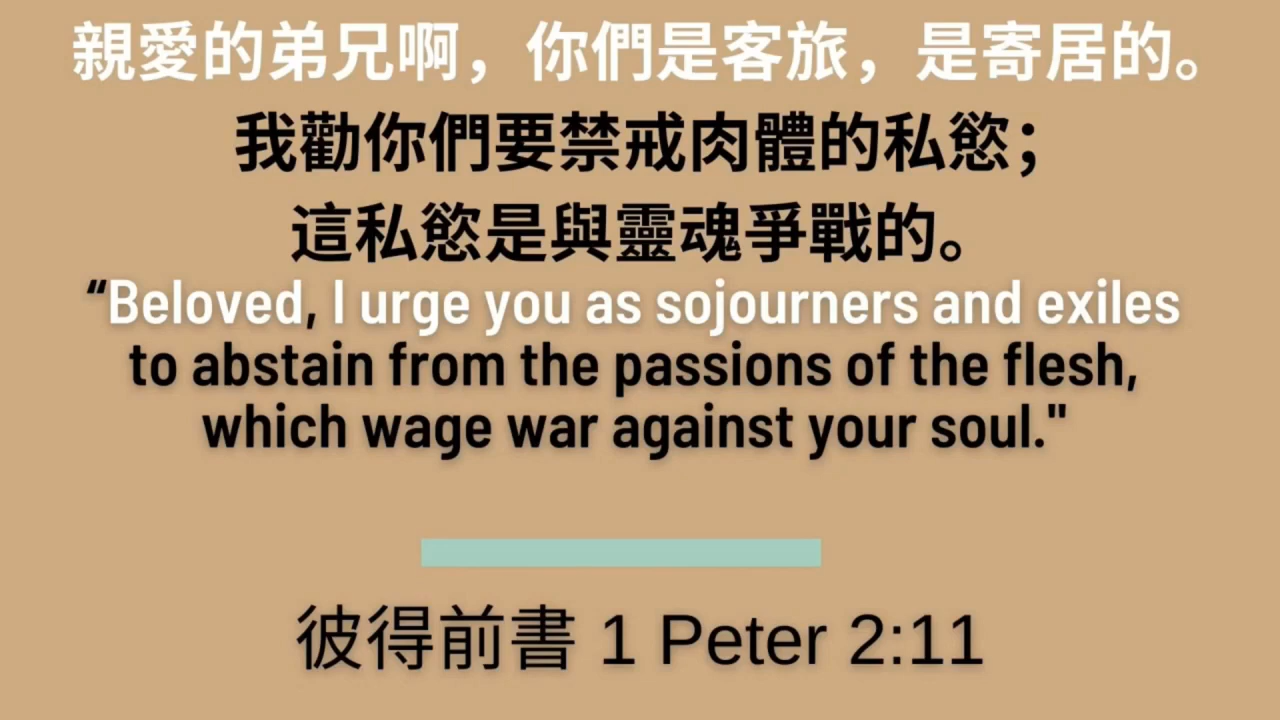 親愛的弟兄啊，你們是客旅，是寄居的。
我勸你們要禁戒肉體的私慾；
這私慾是與靈魂爭戰的。
“Beloved, I urge you as sojourners and exiles
to abstain from the passions of the flesh,
which wage war against your soul."
彼得前書 1 Peter 2:11